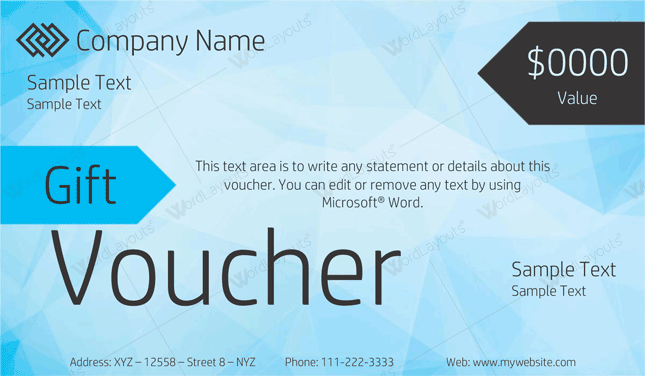 Company Name
$0000
Value
Sample Text
Sample Text
Gift
Voucher
This text area is to write any statement or details about this
voucher. You can edit or remove any text by using
Microsoft® Word.
Sample Text
Sample Text
Address: XYZ – 12558 – Street 8 – NYZ Phone: 111-222-3333 Web: www.mywebsite.com
WordLayouts